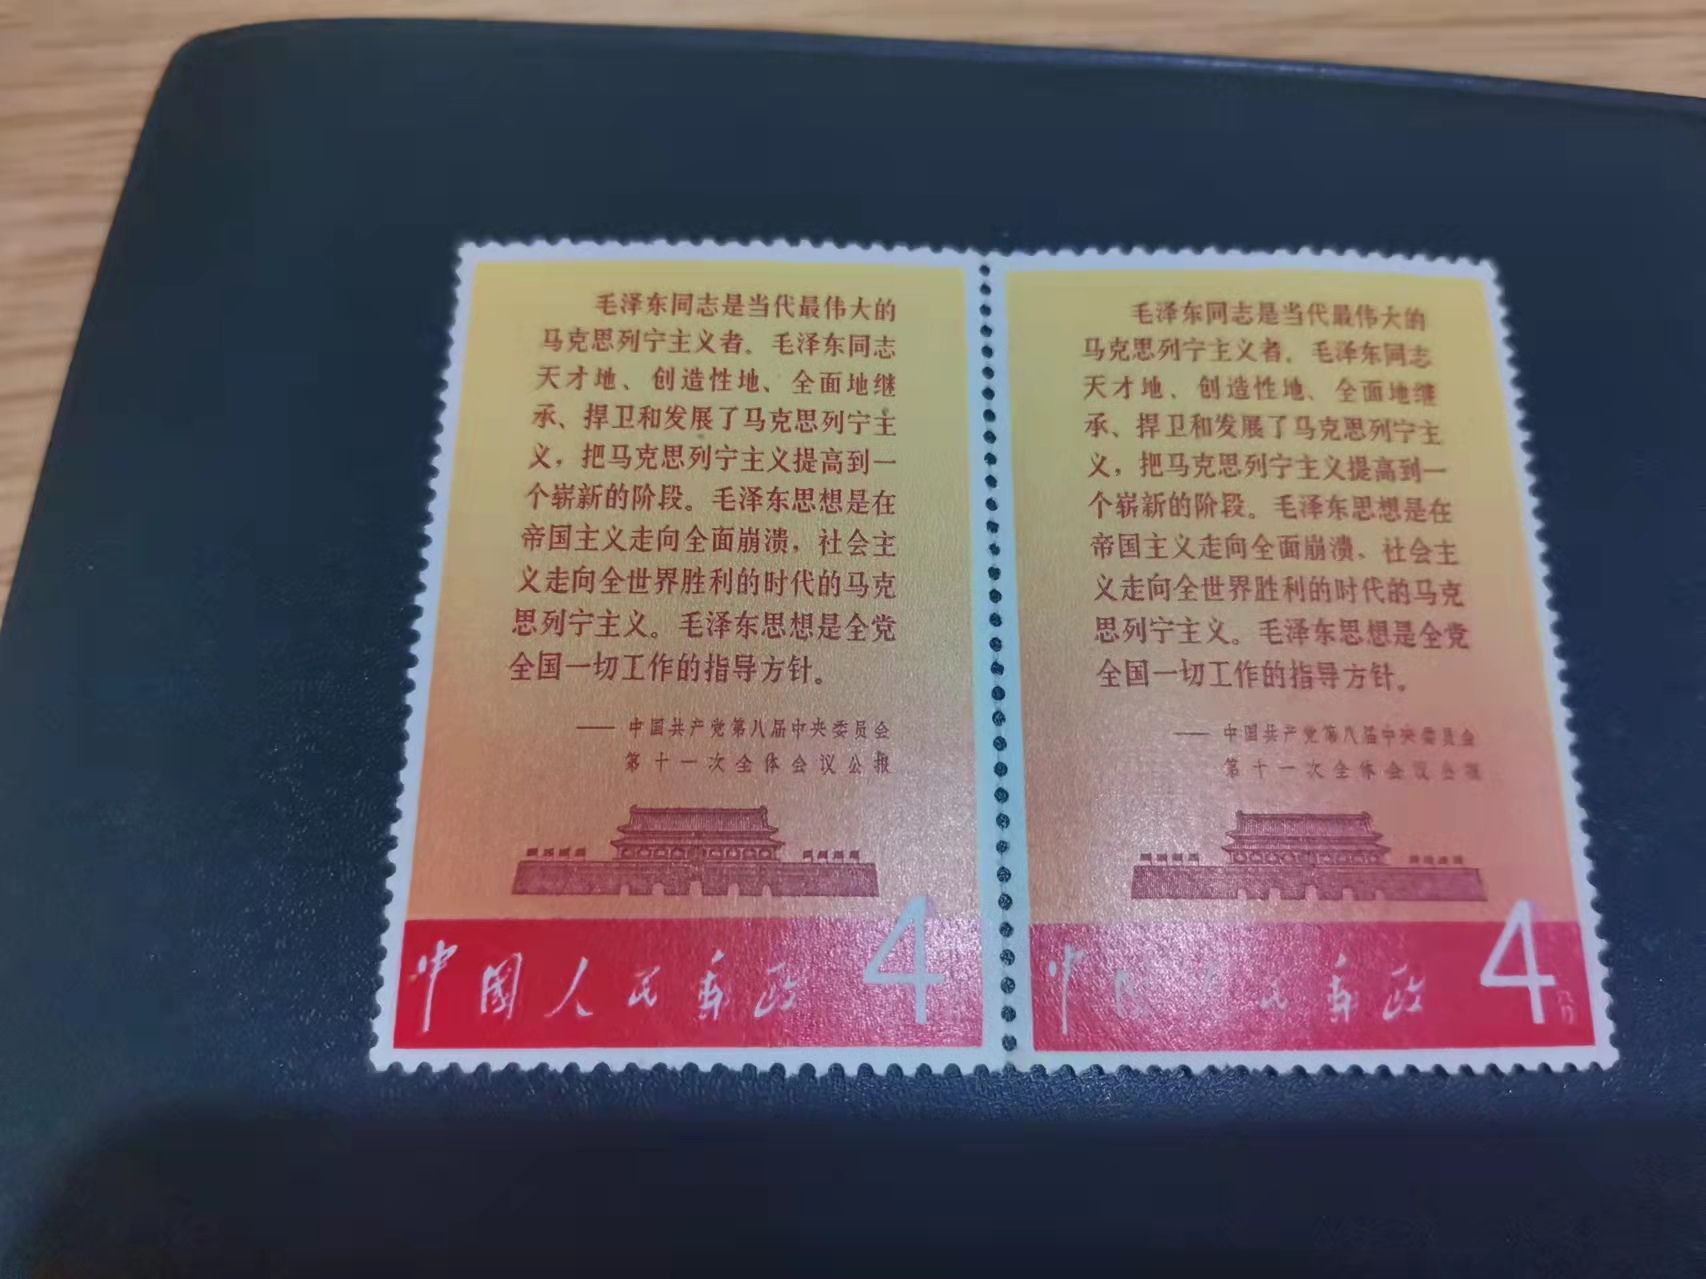 毛泽东同志是当代最伟大的
马克思列宁主义者。毛泽东同志
天才地、创造性地、全面地继
承、捍卫和发展了马克思列宁主
义，把马克思列宁主义提高到一
个崭新的阶段。毛泽东思想是在
帝国主义走向全面崩溃，社会主
义走向全世界胜利的时代的马克
思列宁主义。毛泽东思想是全党
全国一切工作的指导方针。
——中国共产党第八届中央委员会
第十一次全体会议公报
中国人民邮政 4
毛泽东同志是当代最伟大的
马克思列宁主义者。毛泽东同志
天才地、创造性地、全面地继
承、捍卫和发展了马克思列宁主
义，把马克思列宁主义提高到一
个崭新的阶段。毛泽东思想是在
帝国主义走向全面崩溃，社会主
义走向全世界胜利的时代的马克
思列宁主义。毛泽东思想是全党
全国一切工作的指导方针。
——中国共产党第八届中央委员会
第十一次全体会议公报
中国人民邮政 4